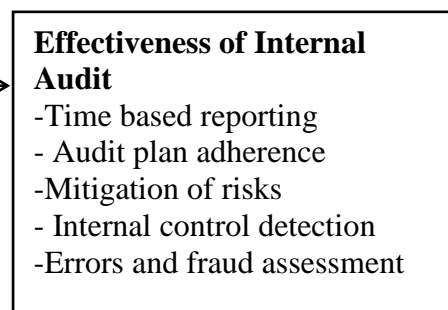 Effectiveness of Internal
Audit
-Time based reporting
- Audit plan adherence
-Mitigation of risks
- Internal control detection
-Errors and fraud assessment